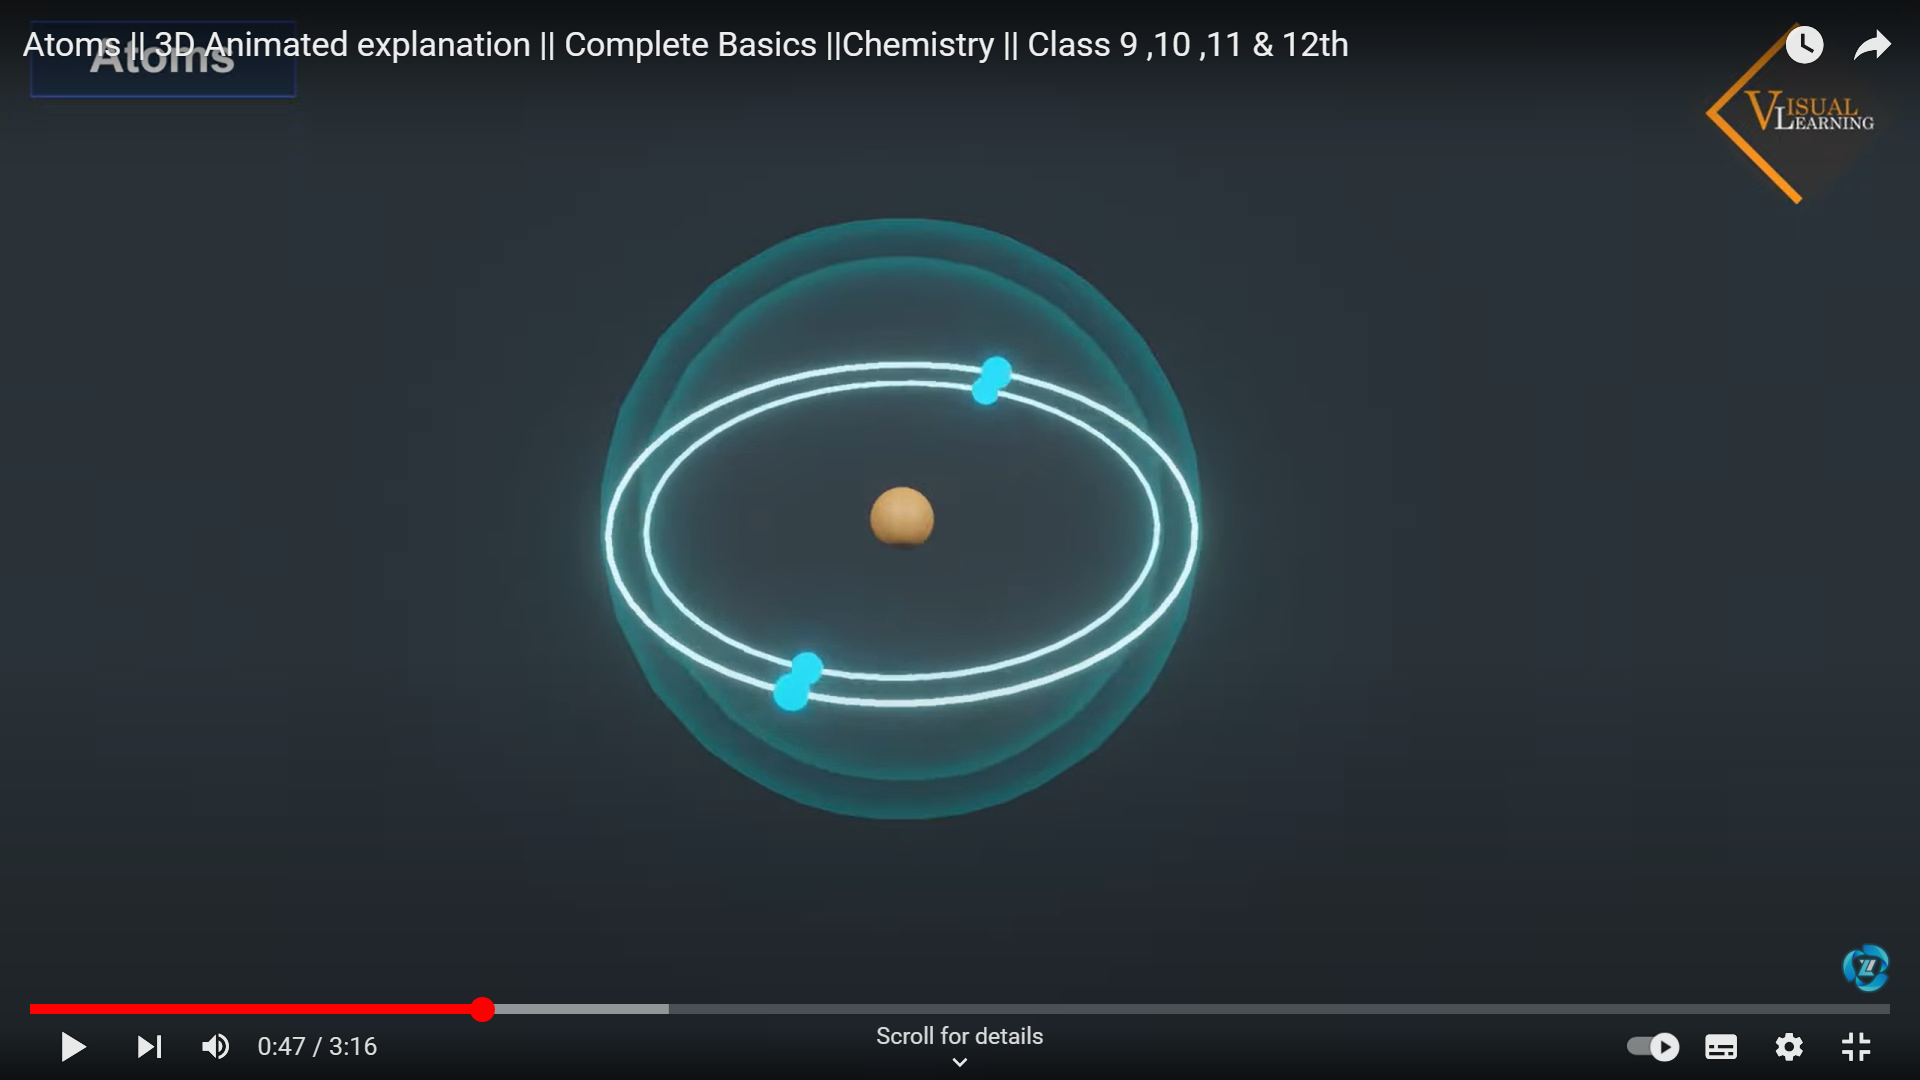 Atoms || 3D Animated explanation || Complete Basics ||Chemistry || Class 9 ,10 ,11 & 12th
Atoms
VISUAL
LEARNING
Scroll for details
0:47 / 3:16